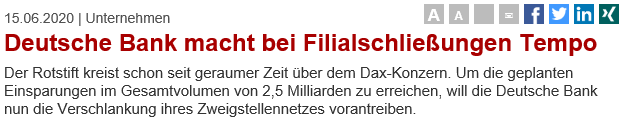 15.06.2020 | Unternehmen
A A
Deutsche Bank macht bei Filialschließungen Tempo
Der Rotstift kreist schon seit geraumer Zeit über dem Dax-Konzern. Um die geplanten
Einsparungen im Gesamtvolumen von 2,5 Milliarden zu erreichen, will die Deutsche Bank
nun die Verschlankung ihres Zweigstellennetzes vorantreiben.